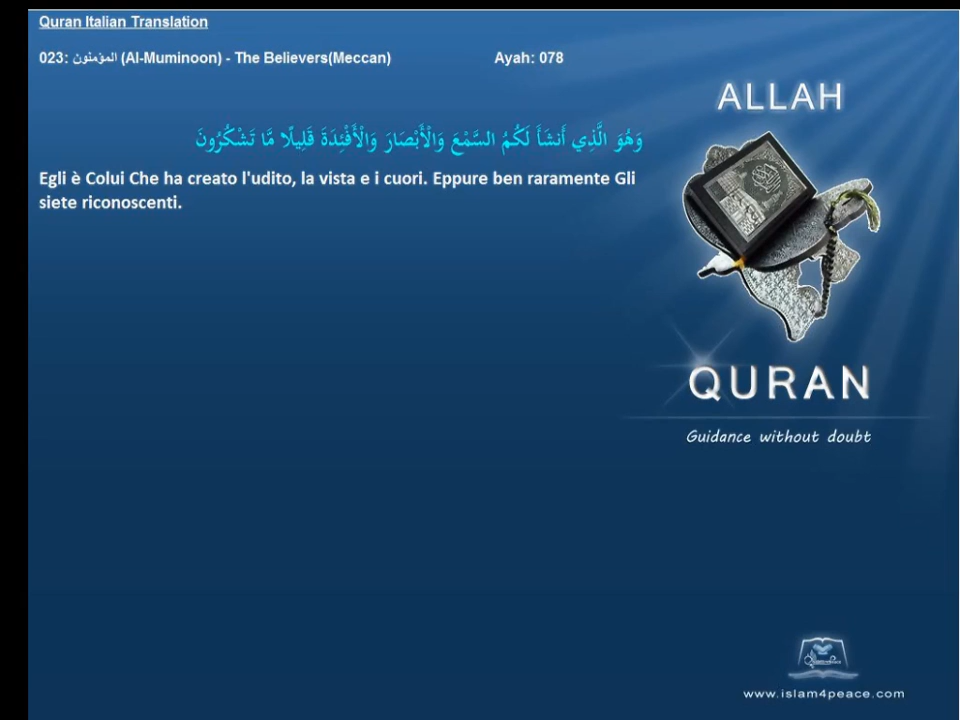 Quran Italian Translation
023: المؤمنون (Al-Muminoon) - The Believers(Meccan) Ayah: 078
وَهُوَ الَّذِي أَنشَأَ لَكُمُ السَّمْعَ وَالْأَبْصَارَ وَالْأَفْئِدَةَ قَلِيلًا مَّا تَشْكُرُونَ
Egli è Colui Che ha creato l'udito, la vista e i cuori. Eppure ben raramente Gli
siete riconoscenti.
ALLAH
QURAN
Guidance without doubt
www.islam4peace.com